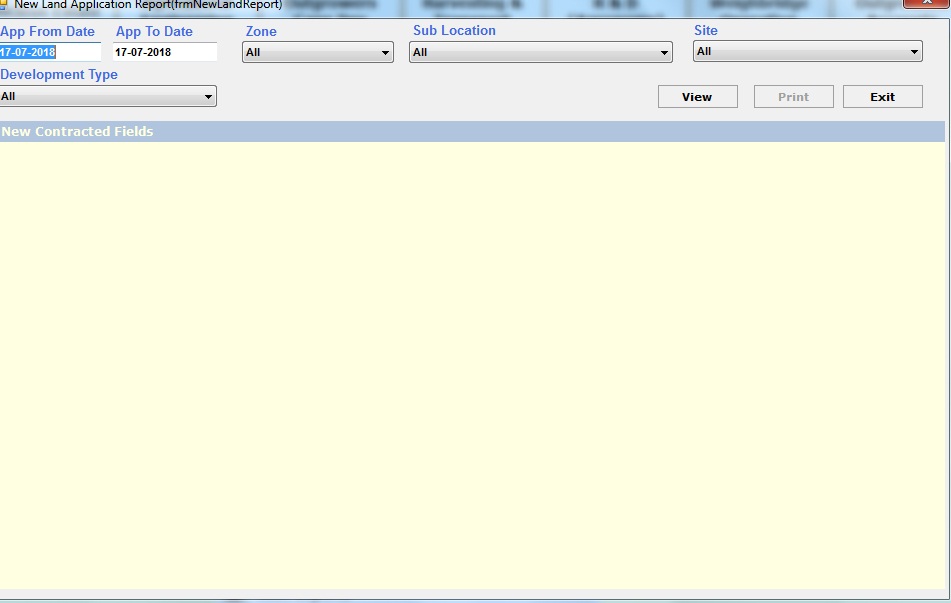 New Land Application Report(frmNewLandReport)
App From Date App To Date Zone Sub Location Site
17-07-2018 17-07-2018 All All All
Development Type
All
View Print Exit
New Contracted Fields